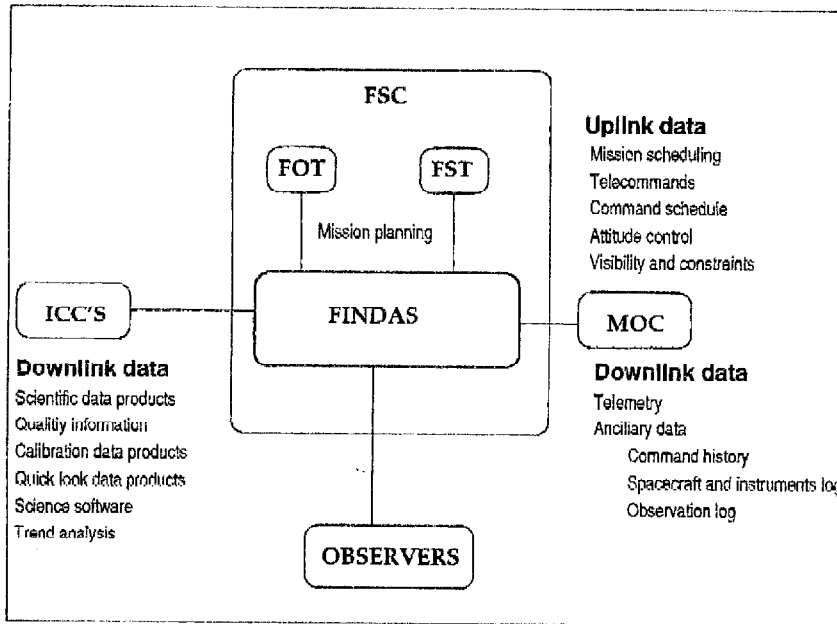 FSC
FOT
FST
Mission planning
FINDAS
ICC'S
Downlink data
Scientific data products
Qualitiy information
Calibration data products
Quick look data products
Science software
Trend analysis
Uplink data
Mission scheduling
Telecommands
Command schedule
Attitude control
Visibility and constraints
MOC
Downlink data
Telemetry
Anciliary data
Command history
Spacecraft and instruments log
Observation log
OBSERVERS